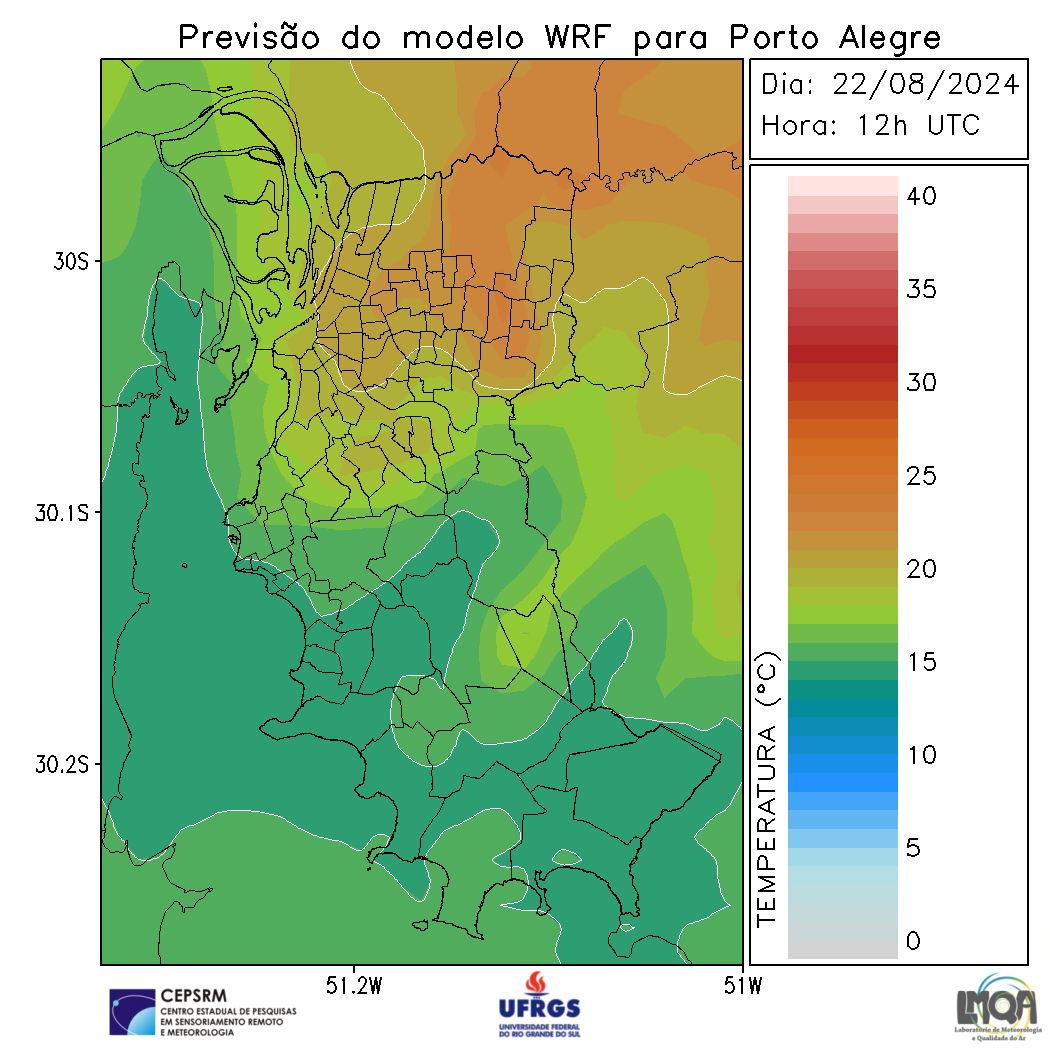 Previsão do modelo WRF para Porto Alegre
Dia: 22/08/2024
Hora: 12h UTC
30S
30.1S
30.2S
51.2W
51W
TEMPERATURA (°C)
40
35
30
25
20
15
10
5
0
CEPSRM
CENTRO ESTADUAL DE PESQUISAS
EM SENSORIAMENTO REMOTO
E METEOROLOGIA
UFRGS
UNIVERSIDADE FEDERAL
DO RIO GRANDE DO SUL
LMQA
Laboratório de Meteorologia
e Qualidade do Ar